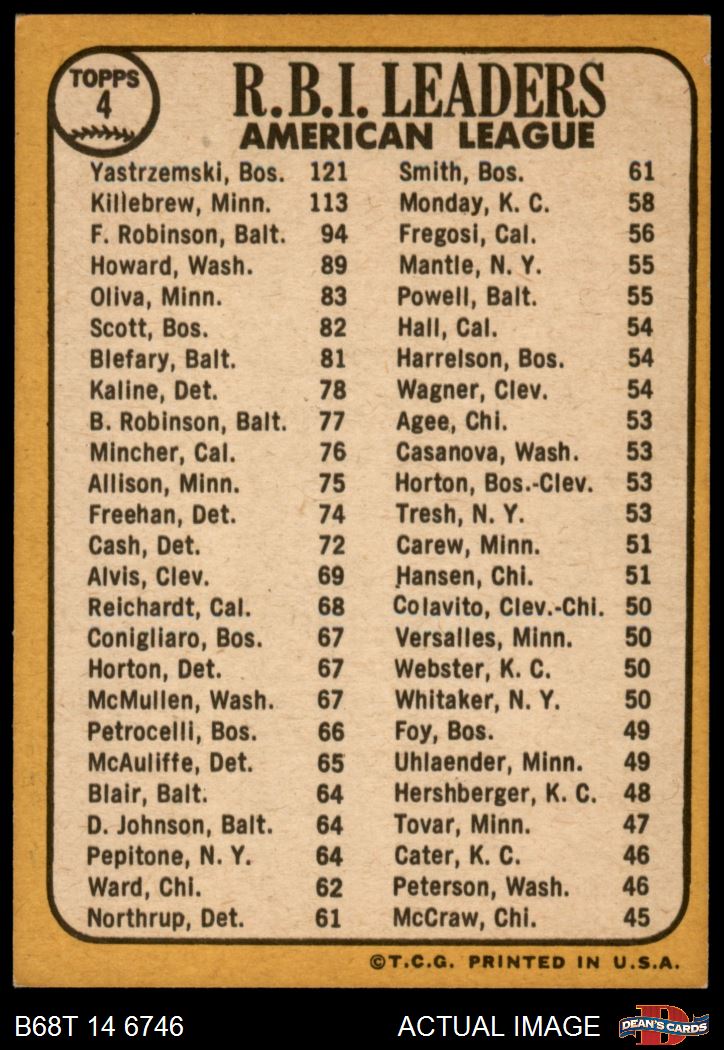 TOPPS
4
R.B.I. LEADERS
AMERICAN LEAGUE
Yastrzemski, Bos. 121
Killebrew, Minn. 113
F. Robinson, Balt. 94
Howard, Wash. 89
Oliva, Minn. 83
Scott, Bos. 82
Blefary, Balt. 81
Kaline, Det. 78
B. Robinson, Balt. 77
Mincher, Cal. 76
Allison, Minn. 75
Freehan, Det. 74
Cash, Det. 72
Alvis, Clev. 69
Reichardt, Cal. 68
Conigliaro, Bos. 67
Horton, Det. 67
McMullen, Wash. 67
Petrocelli, Bos. 66
McAuliffe, Det. 65
Blair, Balt. 64
D. Johnson, Balt. 64
Pepitone, N. Y. 64
Ward, Chi. 62
Northrup, Det. 61
Smith, Bos. 61
Monday, K. C. 58
Fregosi, Cal. 56
Mantle, N. Y. 55
Powell, Balt. 55
Hall, Cal. 54
Harrelson, Bos. 54
Wagner, Clev. 54
Agee, Chi. 53
Casanova, Wash. 53
Horton, Bos.-Clev. 53
Tresh, N. Y. 53
Carew, Minn. 51
Hansen, Chi. 51
Colavito, Clev.-Chi. 50
Versalles, Minn. 50
Webster, K. C. 50
Whitaker, N. Y. 50
Foy, Bos. 49
Uhlaender, Minn. 49
Hershberger, K. C. 48
Tovar, Minn. 47
Cater, K. C. 46
Peterson, Wash. 46
McCraw, Chi. 45
©T.C.G. PRINTED IN U.S.A.
B68T 14 6746
ACTUAL IMAGE
D
DEAN'S CARDS